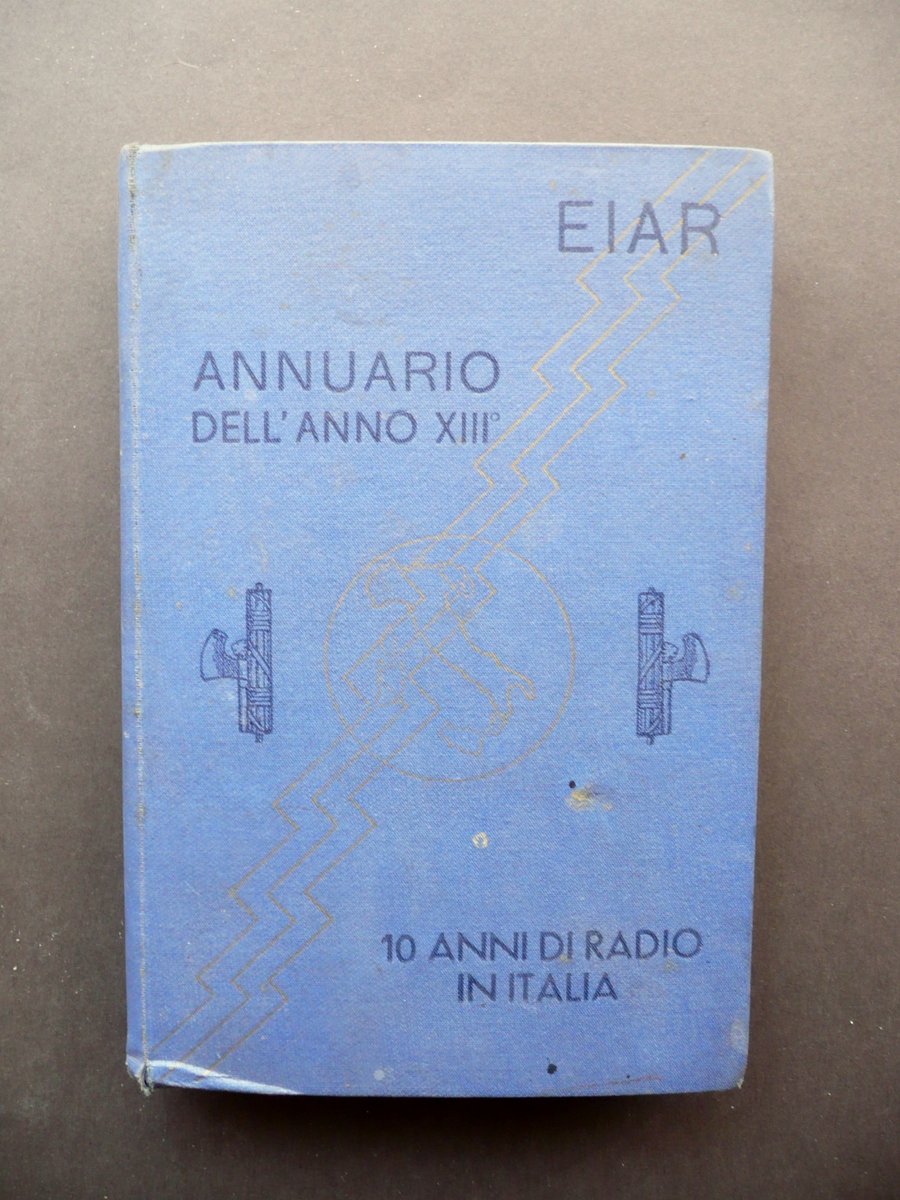 EIAR
ANNUARIO
DELL'ANNO XIII°
10 ANNI DI RADIO
IN ITALIA